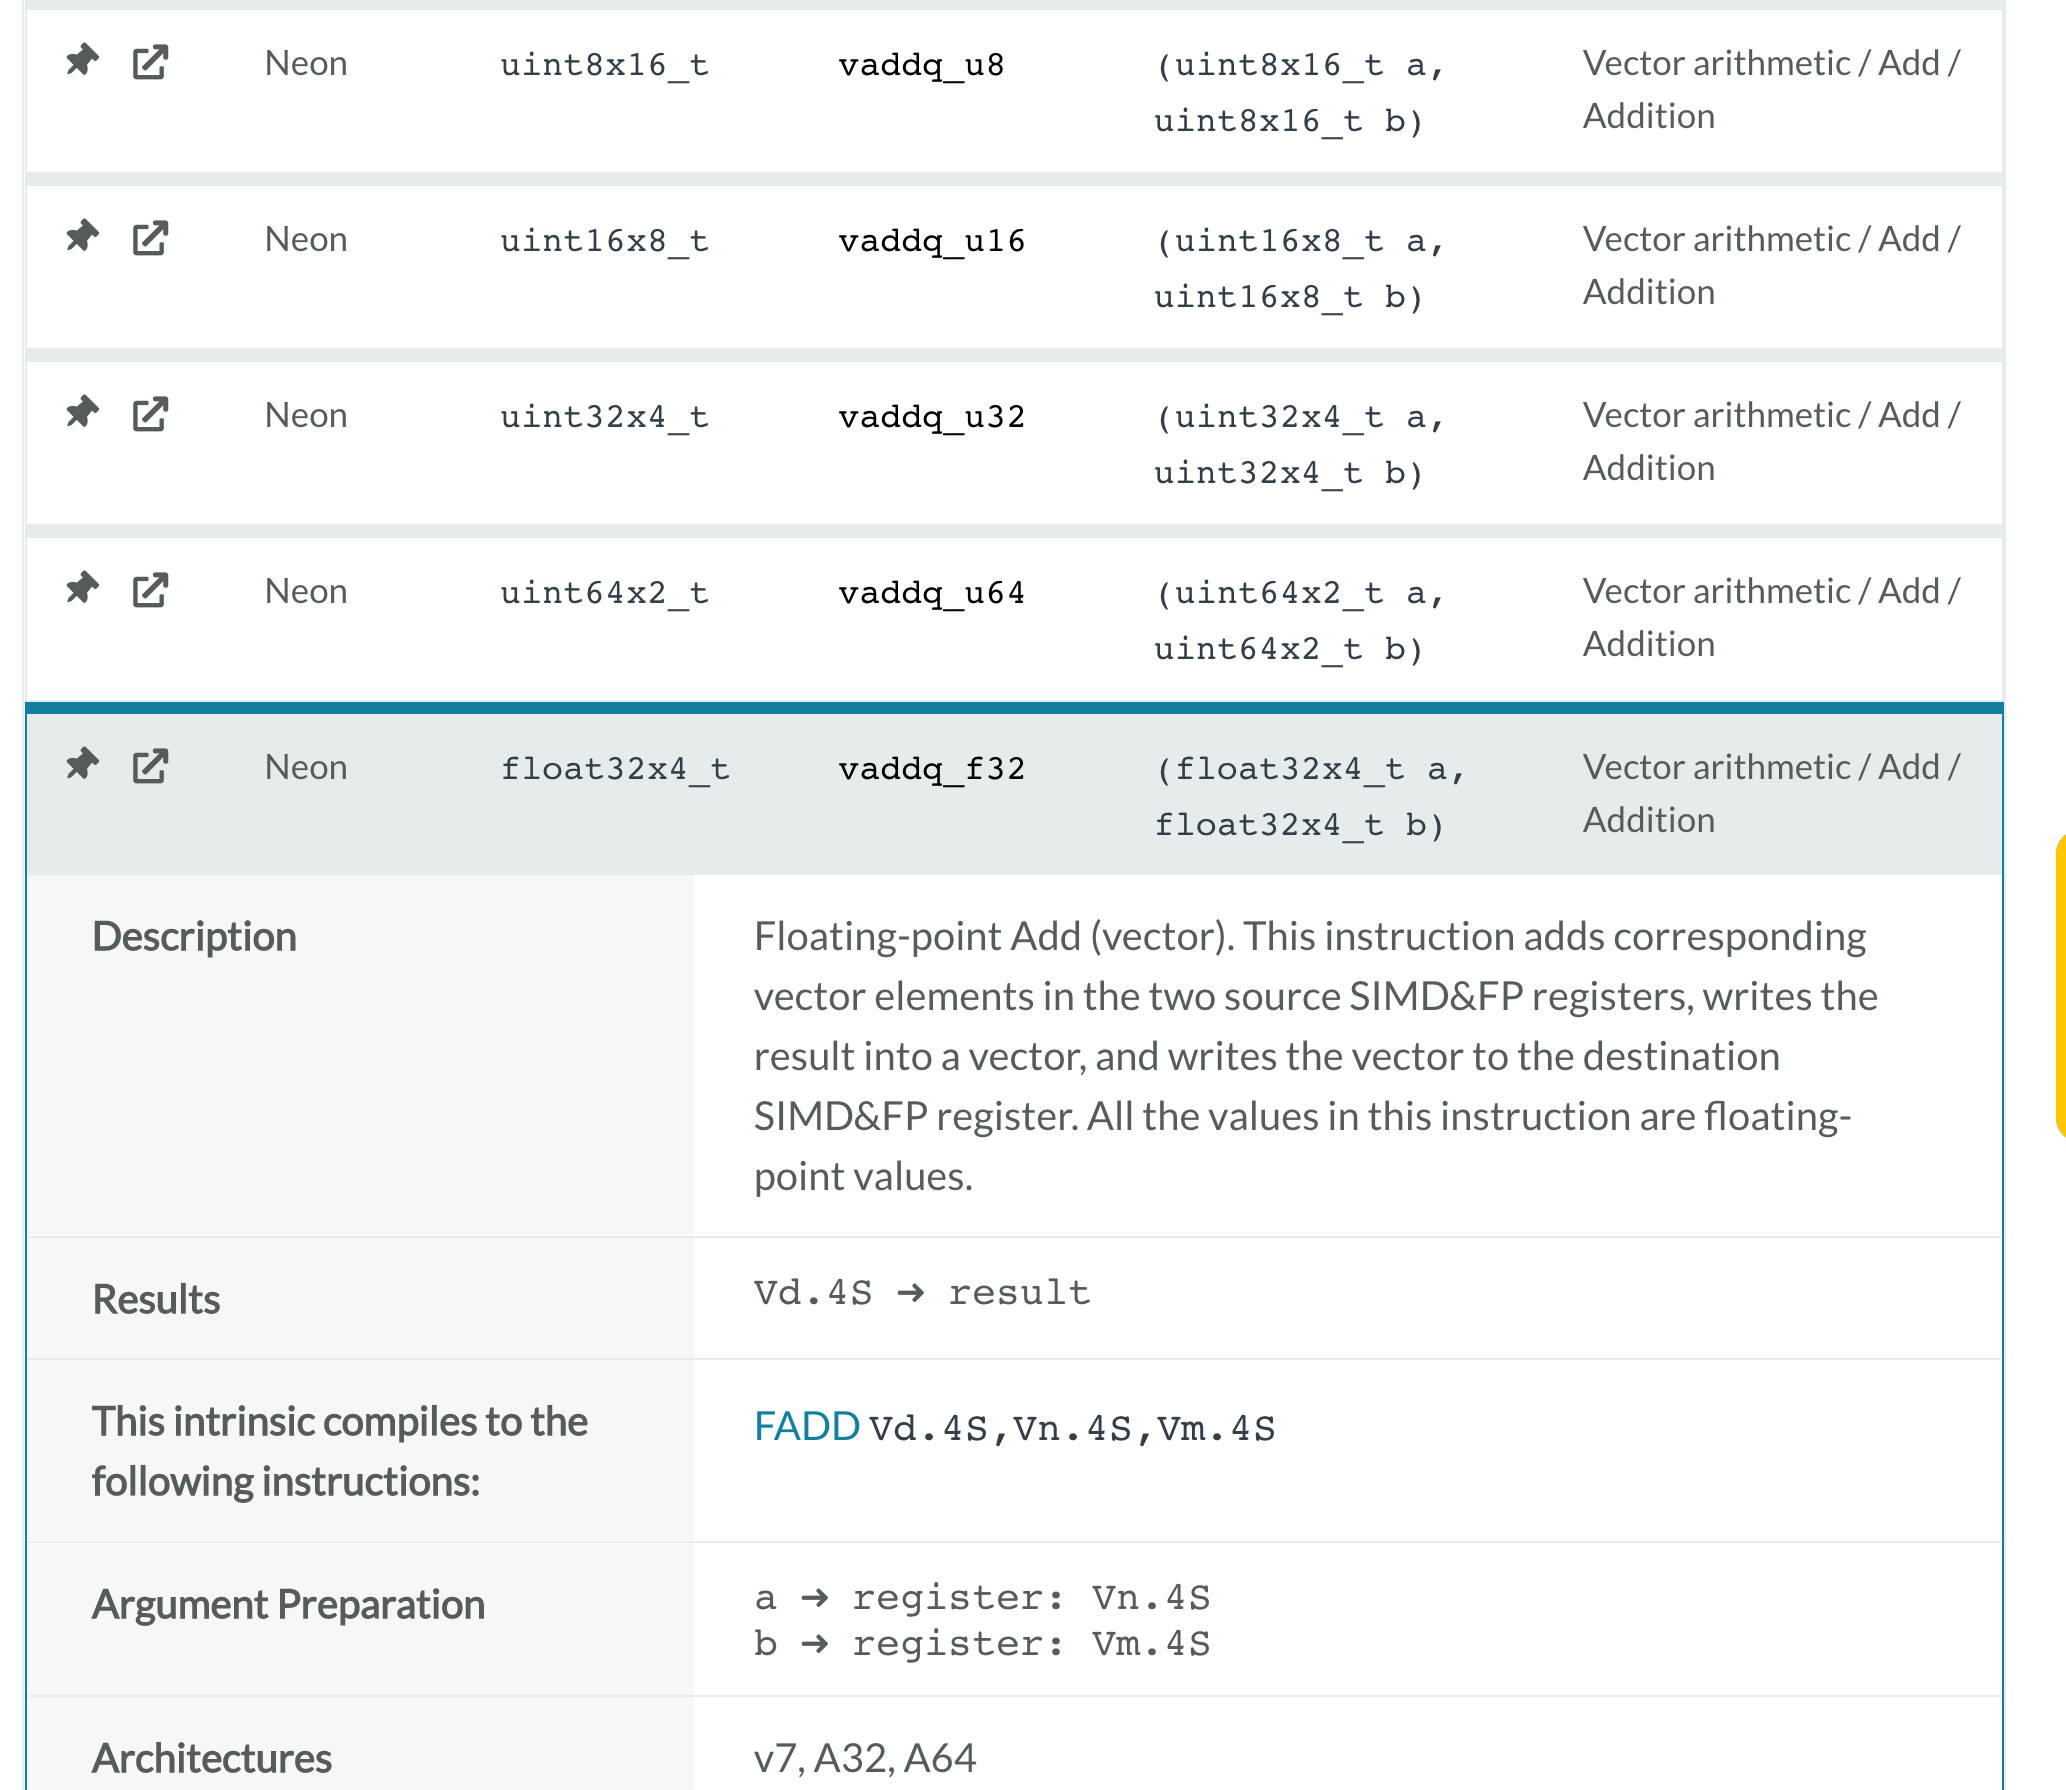 Neon uint8x16_t vaddq_u8 (uint8x16_t a, Vector arithmetic / Add /
uint8x16_t b) Addition
Neon uint16x8_t vaddq_u16 (uint16x8_t a, Vector arithmetic / Add /
uint16x8_t b) Addition
Neon uint32x4_t vaddq_u32 (uint32x4_t a, Vector arithmetic / Add /
uint32x4_t b) Addition
Neon uint64x2_t vaddq_u64 (uint64x2_t a, Vector arithmetic / Add /
uint64x2_t b) Addition
Neon float32x4_t vaddq_f32 (float32x4_t a, Vector arithmetic / Add /
float32x4_t b) Addition
Description Floating-point Add (vector). This instruction adds corresponding
vector elements in the two source SIMD&FP registers, writes the
result into a vector, and writes the vector to the destination
SIMD&FP register. All the values in this instruction are floating-
point values.
Results Vd.4S → result
This intrinsic compiles to the FADD Vd.4S,Vn.4S,Vm.4S
following instructions:
Argument Preparation a → register: Vn.4S
b → register: Vm.4S
Architectures v7, A32, A64